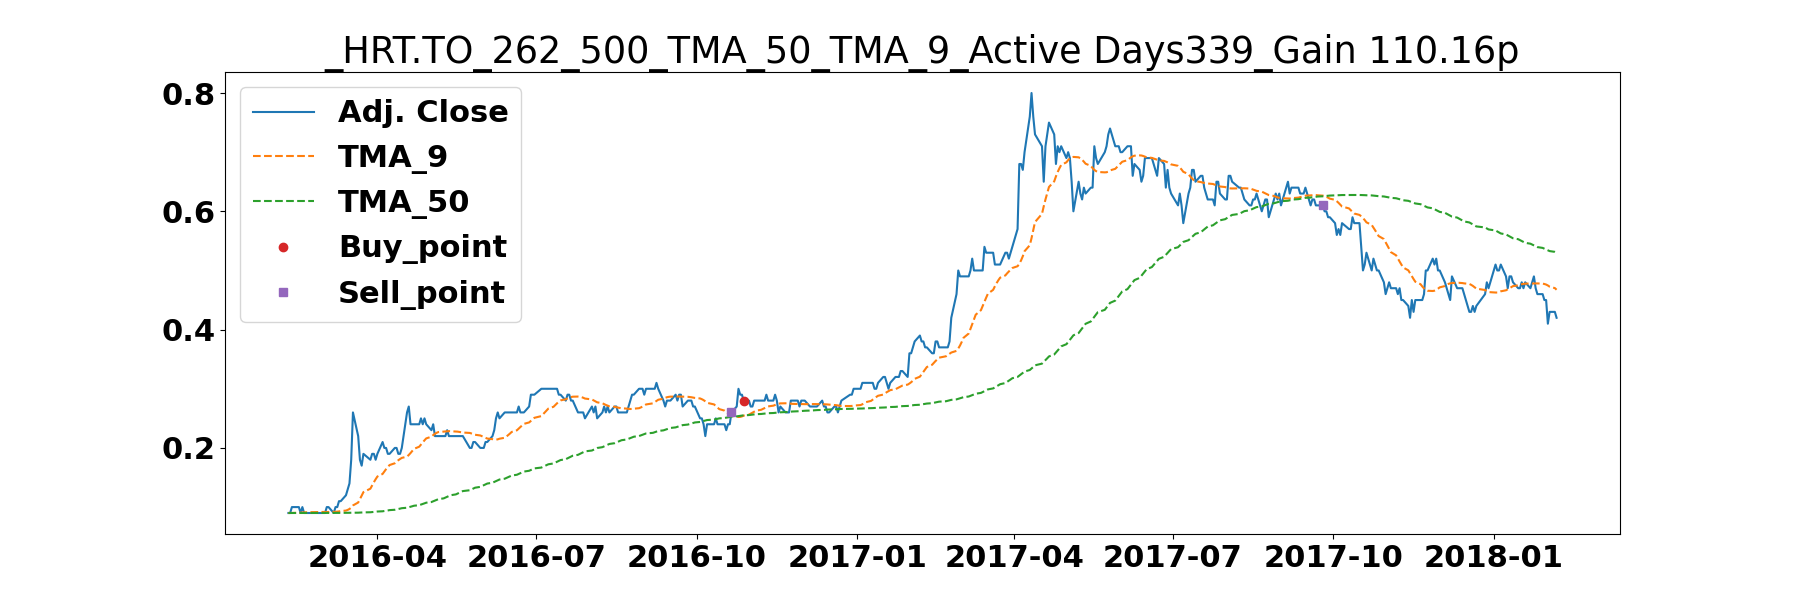 _HRT.TO_262_500_TMA_50_TMA_9_Active Days339_Gain 110.16p
0.8
0.6
0.4
0.2
Adj. Close
TMA_9
TMA_50
Buy_point
Sell_point
2016-04 2016-07 2016-10 2017-01 2017-04 2017-07 2017-10 2018-01